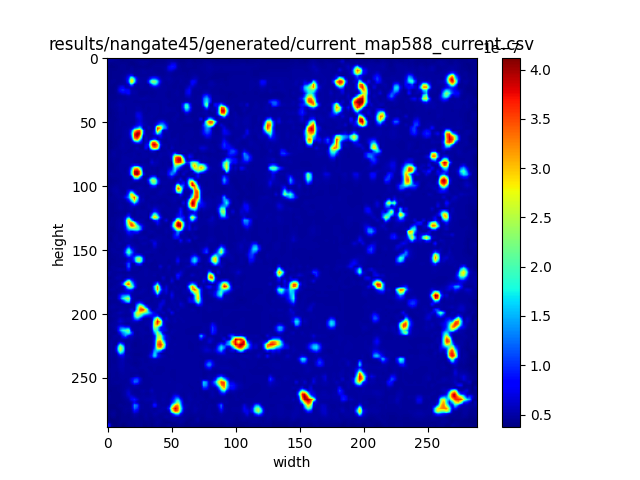 results/nangate45/generated/current_map588_current.csv
1e−7
0
50
100
150
200
250
height
0 50 100 150 200 250
width
4.0
3.5
3.0
2.5
2.0
1.5
1.0
0.5